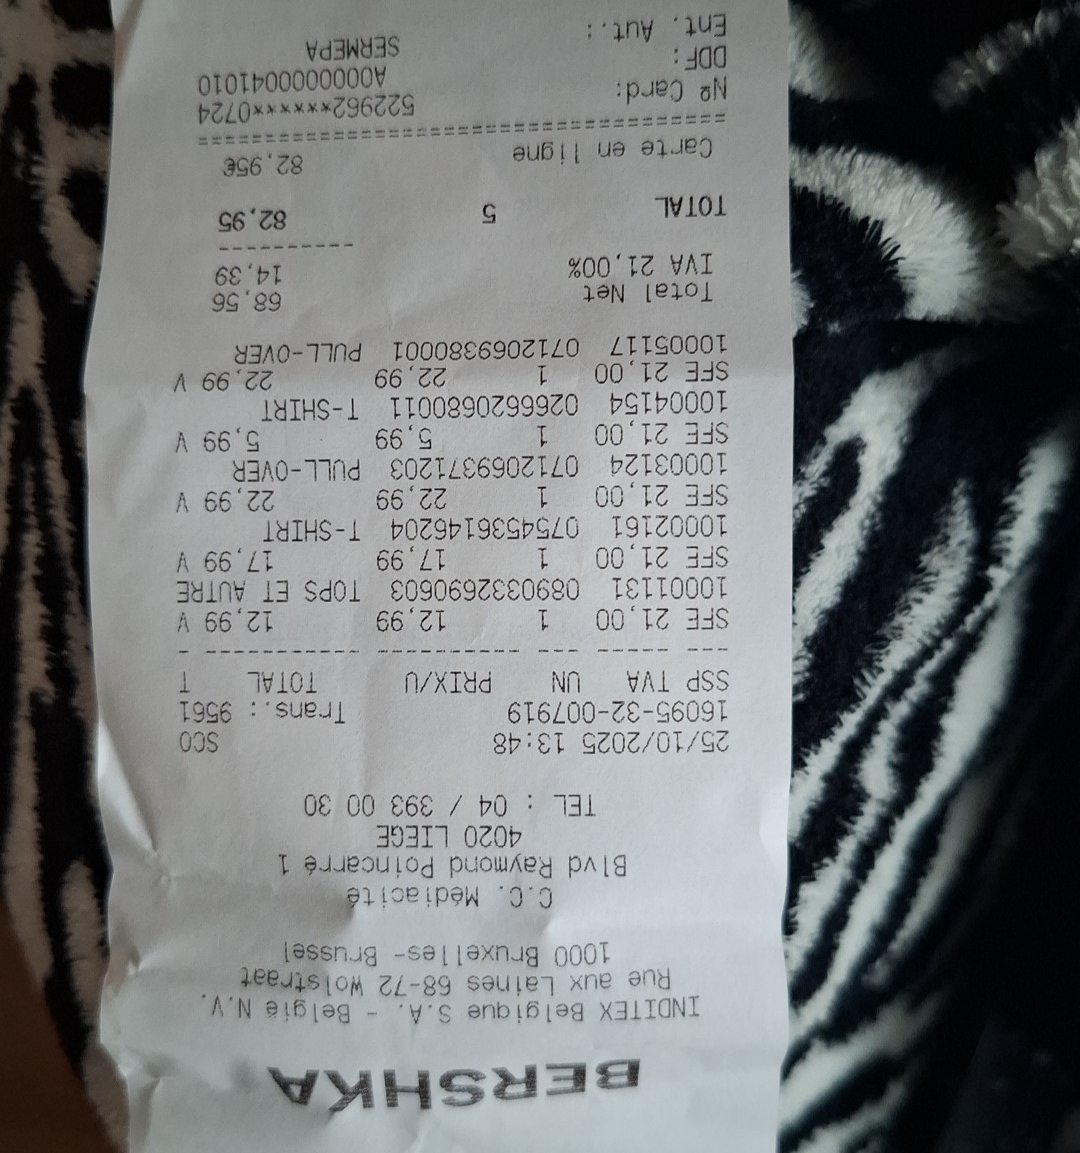 BERSHKA
INDITEX Belgique S.A. - België N.V.
Rue aux Laines 68-72 Wolstraat
1000 Bruxelles- Brussel
C.C. Médiacité
Blvd Raymond Poincarré 1
4020 LIEGE
TEL : 04 / 393 00 30
25/10/2025 13:48 SCO
16095-32-007919 Trans.: 9561
SSP TVA UN PRIX/U TOTAL T
--- ----- --- ---------- ----------- -
SFE 21,00 1 12,99 12,99 V
10001131 0890332690603 TOPS ET AUTRE
SFE 21,00 1 17,99 17,99 V
10002161 0754536146204 T-SHIRT
SFE 21,00 1 22,99 22,99 V
10003124 0712069371203 PULL-OVER
SFE 21,00 1 5,99 5,99 V
10004154 0266620680011 T-SHIRT
SFE 21,00 1 22,99 22,99 V
10005117 0712069380001 PULL-OVER
Total Net 68,56
IVA 21,00% 14,39
-----------
TOTAL 5 82,95
Carte en ligne 82,95€
========================================
Nº Card: 522962******0724
A0000000041010
DDF: SERMEPA
Ent. Aut.: